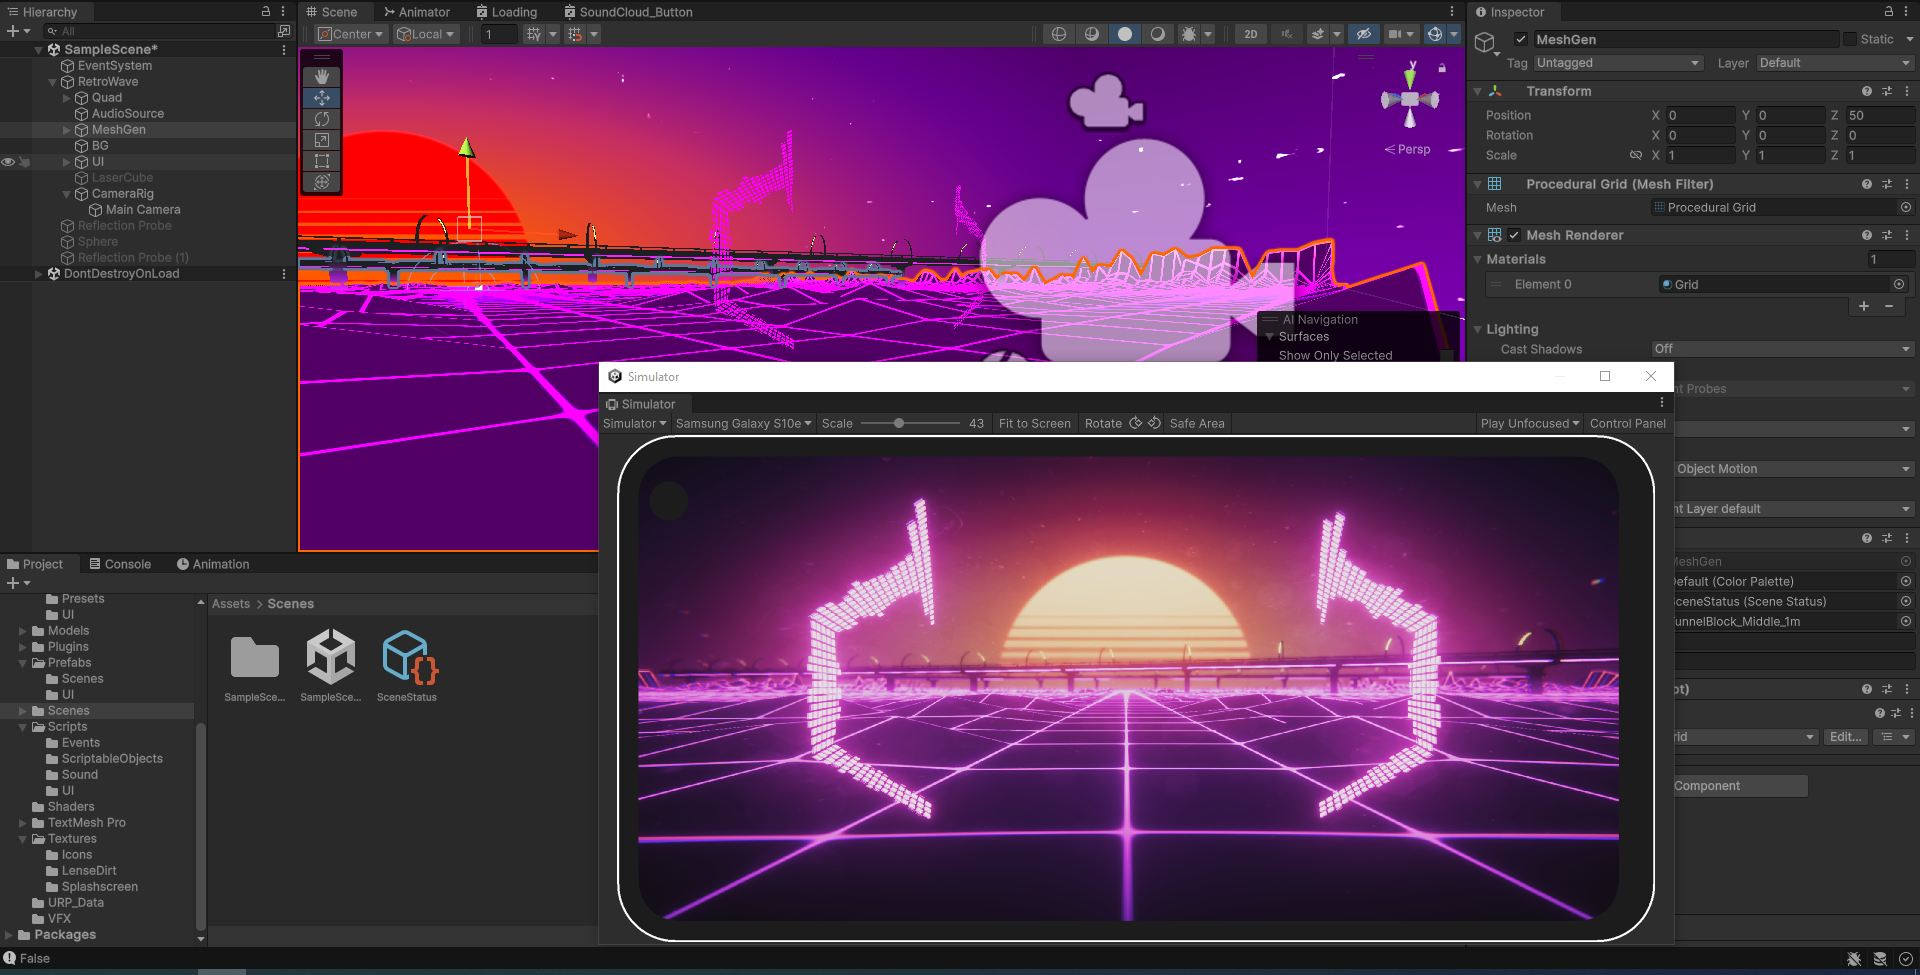 Hierarchy
All
SampleScene*
EventSystem
RetroWave
Quad
AudioSource
MeshGen
BG
UI
LaserCube
CameraRig
Main Camera
Reflection Probe
Sphere
Reflection Probe (1)
DontDestroyOnLoad
Scene Animator Loading SoundCloud_Button
Center Local 1 2D
y
Persp
AI Navigation
Surfaces
Show Only Selected
Inspector
MeshGen Static
Tag Untagged Layer Default
Transform
Position X 0 Y 0 Z 50
Rotation X 0 Y 0 Z 0
Scale X 1 Y 1 Z 1
Procedural Grid (Mesh Filter)
Mesh Procedural Grid
Mesh Renderer
Materials 1
Element 0 Grid
Lighting
Cast Shadows Off
nt Probes
Object Motion
nt Layer default
MeshGen
Default (Color Palette)
SceneStatus (Scene Status)
TunnelBlock_Middle_1m
pt)
rid Edit...
Component
Simulator
Simulator
Simulator Samsung Galaxy S10e Scale 43 Fit to Screen Rotate Safe Area Play Unfocused Control Panel
Project Console Animation
Presets
UI
Models
Plugins
Prefabs
Scenes
UI
Scenes
Scripts
Events
ScriptableObjects
Sound
UI
Shaders
TextMesh Pro
Textures
Icons
LenseDirt
Splashscreen
URP_Data
VFX
Packages
Assets > Scenes
SampleSce... SampleSce... SceneStatus
False